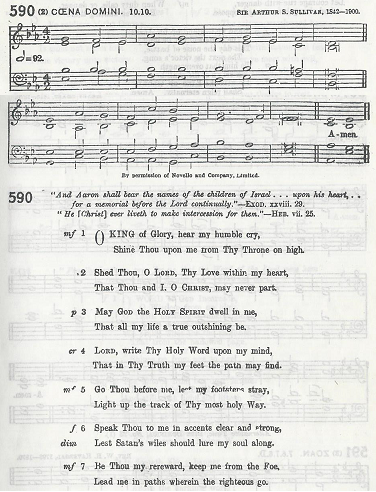 590 (2) CŒNA DOMINI. 10.10. SIR ARTHUR S. SULLIVAN, 1842—1900.
=92.
A-men.
By permission of Novello and Company, Limited.
590 "And Aaron shall bear the names of the children of Israel . . . upon his heart, . .
for a memorial before the Lord continually."—EXOD. xxviii. 29.
"He [Christ] ever liveth to make intercession for them."—HEB. vii. 25.
mf 1 O KING of Glory, hear my humble cry,
Shine Thou upon me from Thy Throne on high.
2 Shed Thou, O LORD, Thy Love within my heart,
That Thou and I, O CHRIST, may never part.
p 3 May GOD the HOLY SPIRIT dwell in me,
That all my life a true outshining be.
cr 4 LORD, write Thy Holy Word upon my mind,
That in Thy Truth my feet the path may find.
mf 5 Go Thou before me, lest my footsteps stray,
Light up the track of Thy most holy Way.
f 6 Speak Thou to me in accents clear and strong,
dim Lest Satan's wiles should lure my soul along.
mf 7 Be Thou my rereward, keep me from the Foe,
Lead me in paths wherein the righteous go.